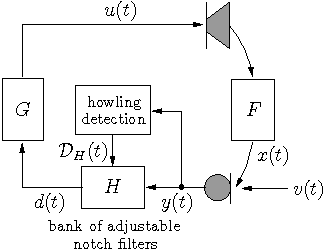 u(t)
G
howling
detection
F
𝒟_H(t)
x(t)
H
d(t)
y(t)
v(t)
bank of adjustable
notch filters